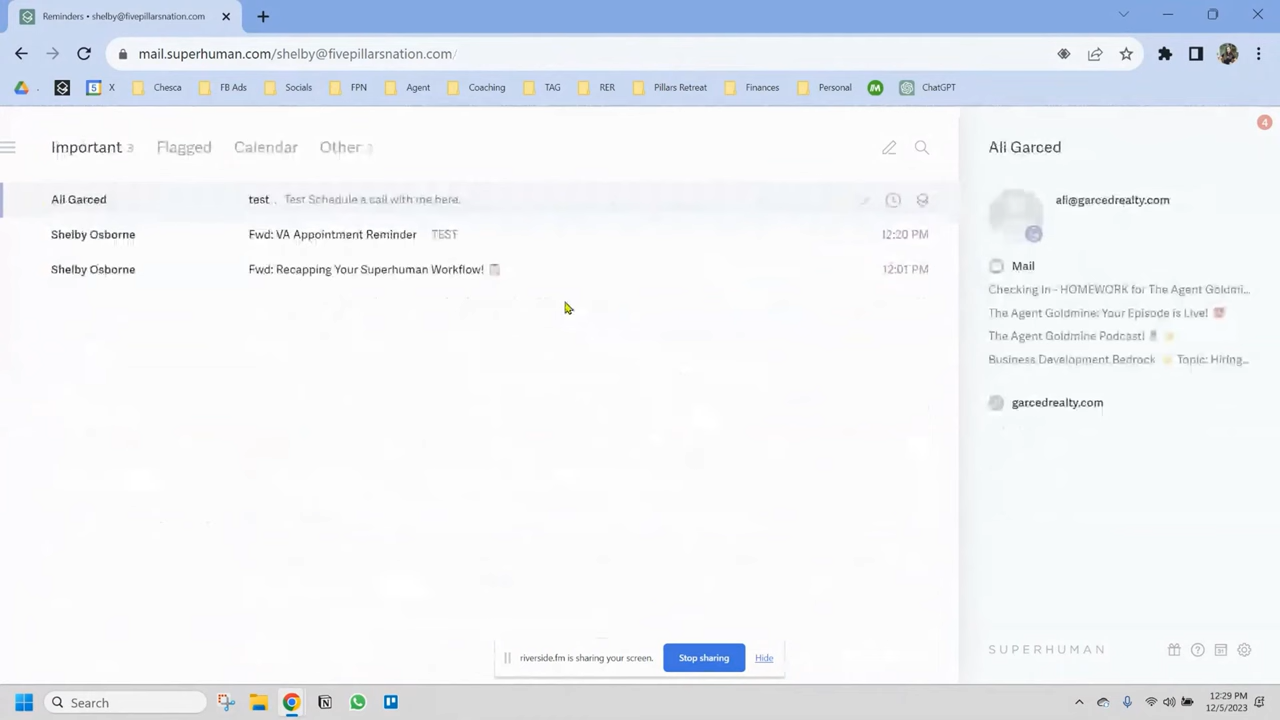 Reminders • shelby@fivepillarsnation.com
mail.superhuman.com/shelby@fivepillarsnation.com/
5 X Chesca FB Ads Socials FPN Agent Coaching TAG RER Pillars Retreat Finances Personal ChatGPT
4
Important 3 Flagged Calendar Other 3
Ali Garced
Ali Garced test Test Schedule a call with me here.
ali@garcedrealty.com
Shelby Osborne Fwd: VA Appointment Reminder TEST 12:20 PM
Shelby Osborne Fwd: Recapping Your Superhuman Workflow! 12:01 PM
Mail
Checking In - HOMEWORK for The Agent Goldmi...
The Agent Goldmine: Your Episode is Live!
The Agent Goldmine Podcast!
Business Development Bedrock Topic: Hiring...
garcedrealty.com
SUPERHUMAN
riverside.fm is sharing your screen. Stop sharing Hide
Search
12:29 PM
12/5/2023